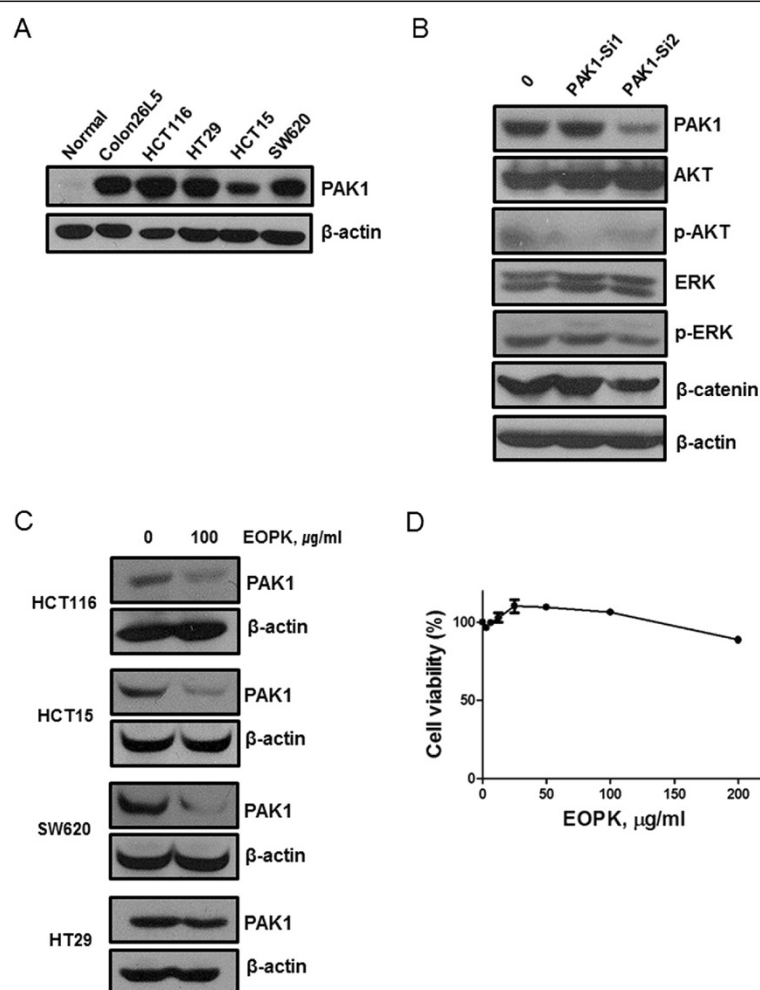 A
Normal
Colon26L5
HCT116
HT29
HCT15
SW620
PAK1
β-actin
B
0
PAK1-Si1
PAK1-Si2
PAK1
AKT
p-AKT
ERK
p-ERK
β-catenin
β-actin
C
0 100 EOPK, μg/ml
HCT116
PAK1
β-actin
HCT15
PAK1
β-actin
SW620
PAK1
β-actin
HT29
PAK1
β-actin
D
Cell viability (%)
100
50
0
0 50 100 150 200
EOPK, μg/ml